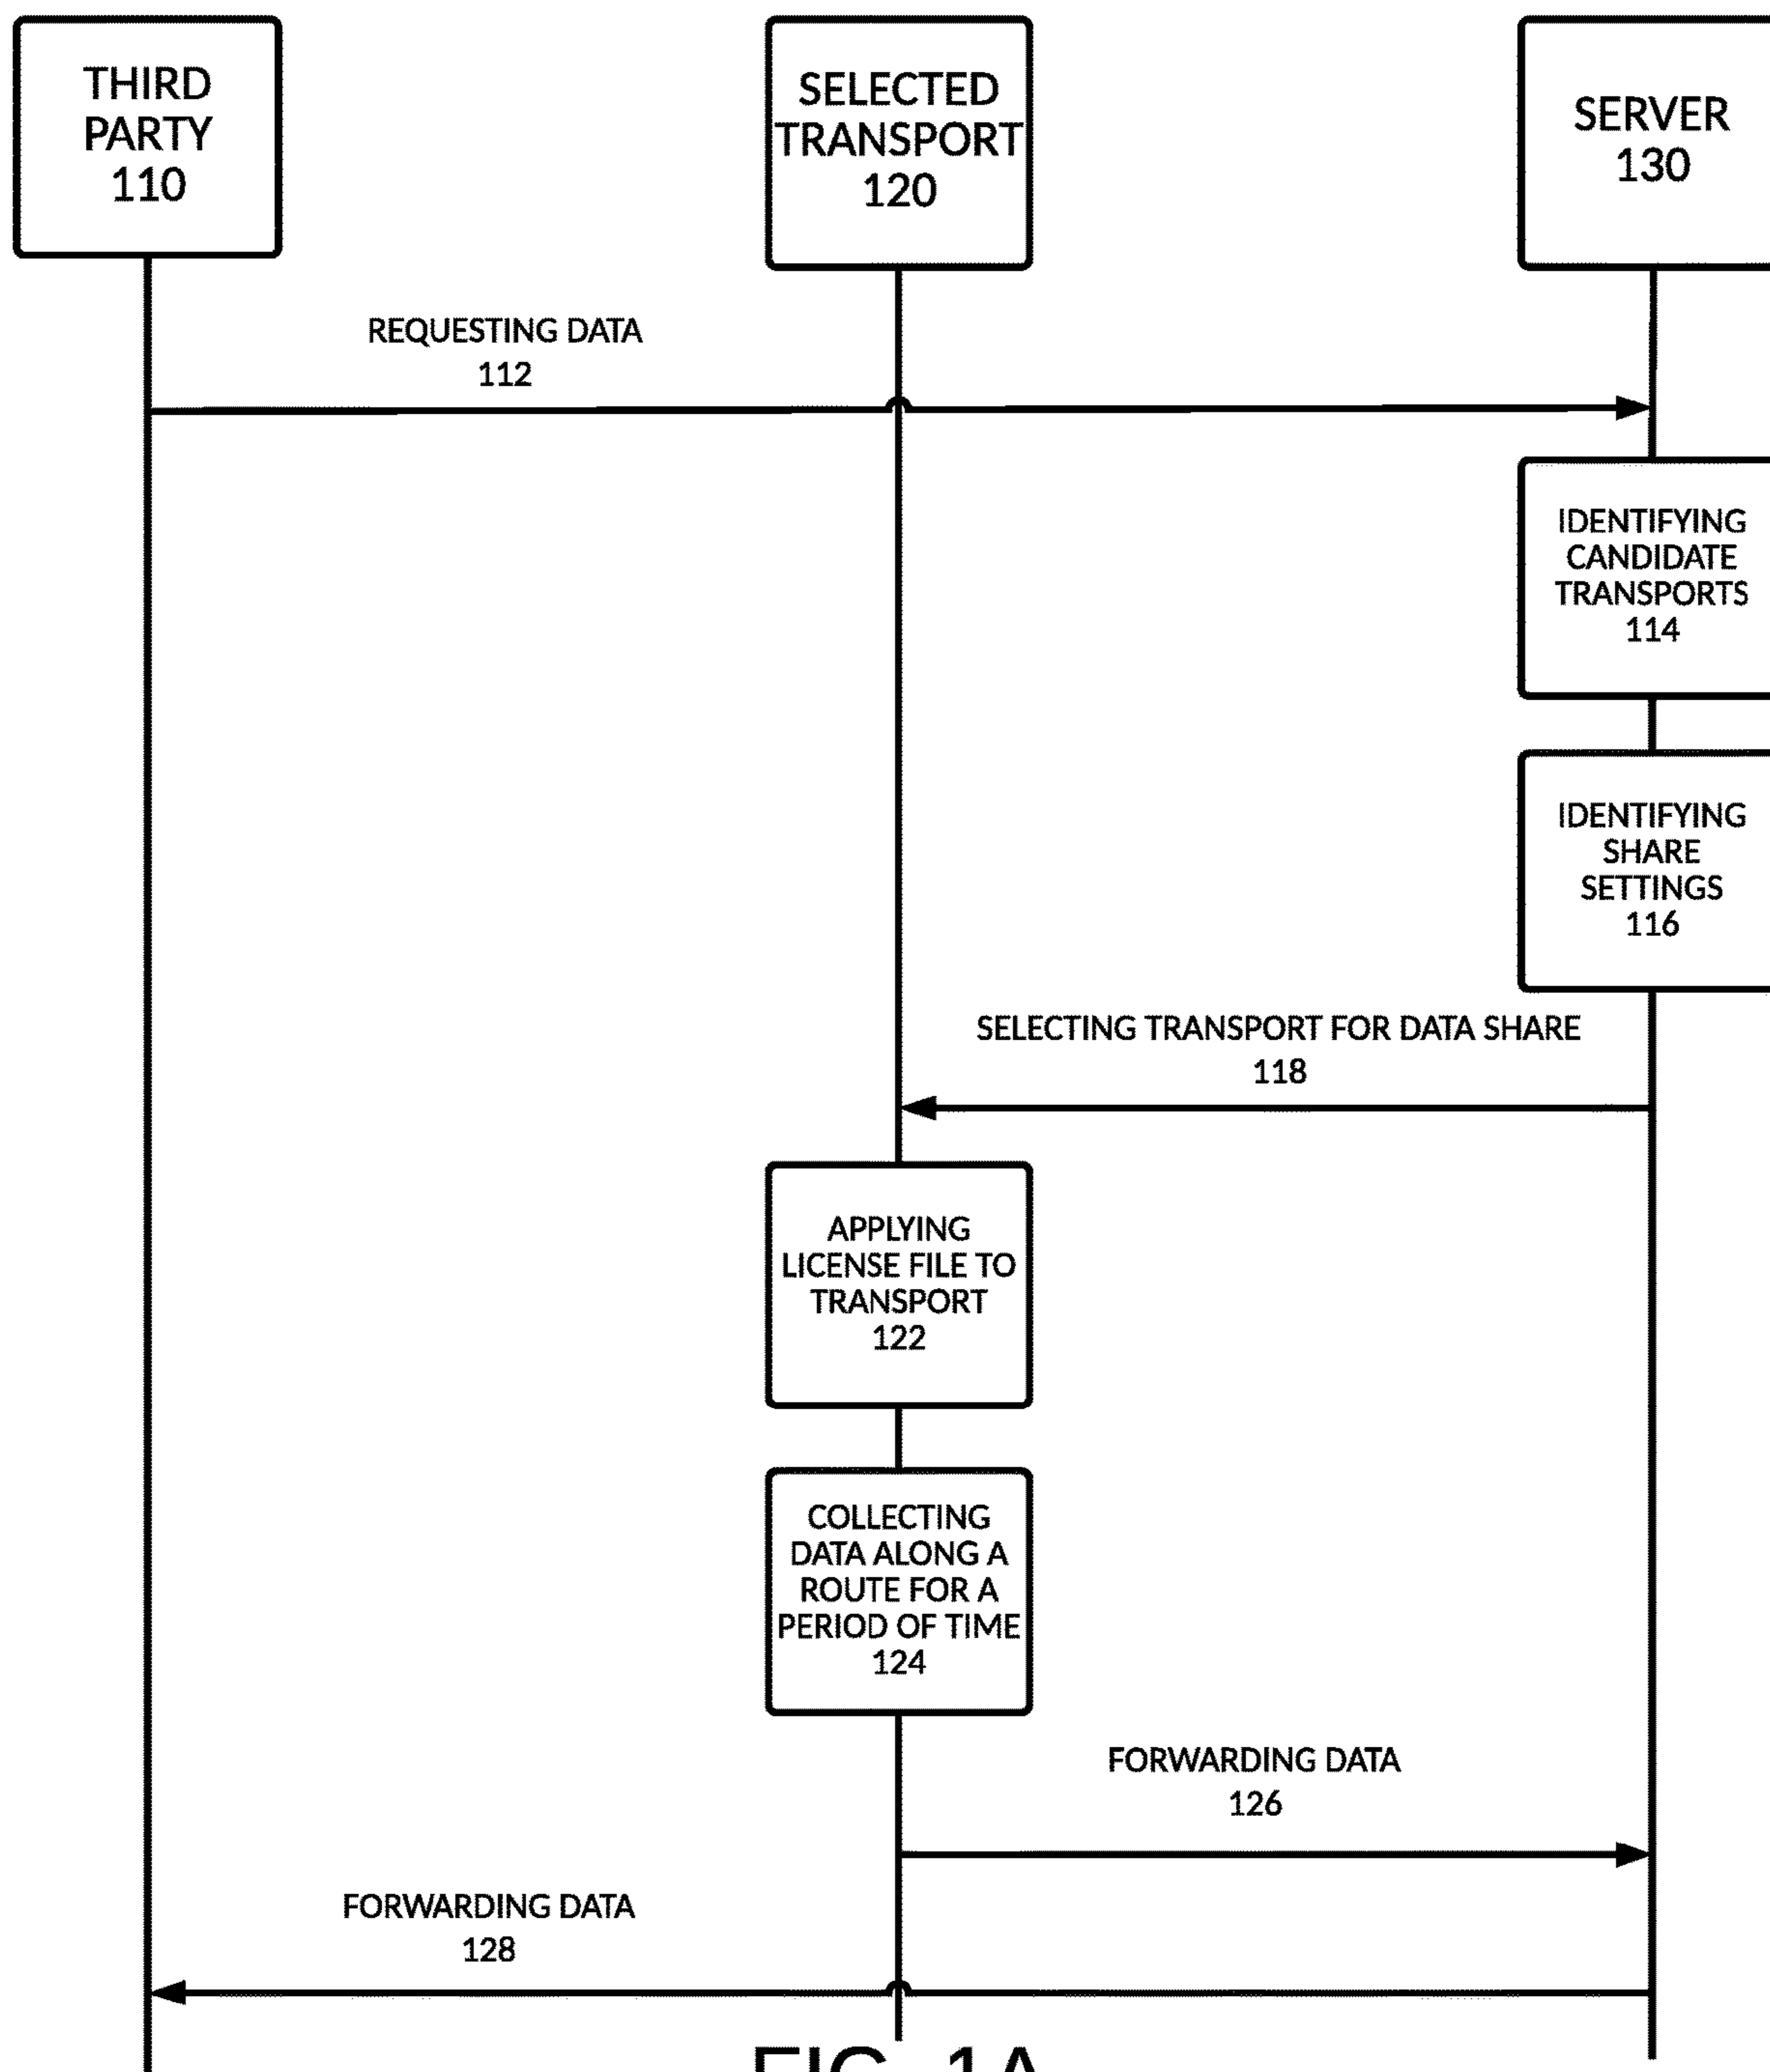 THIRD
PARTY
110
SELECTED
TRANSPORT
120
SERVER
130
REQUESTING DATA
112
IDENTIFYING
CANDIDATE
TRANSPORTS
114
IDENTIFYING
SHARE
SETTINGS
116
SELECTING TRANSPORT FOR DATA SHARE
118
APPLYING
LICENSE FILE TO
TRANSPORT
122
COLLECTING
DATA ALONG A
ROUTE FOR A
PERIOD OF TIME
124
FORWARDING DATA
126
FORWARDING DATA
128
FIG. 1A